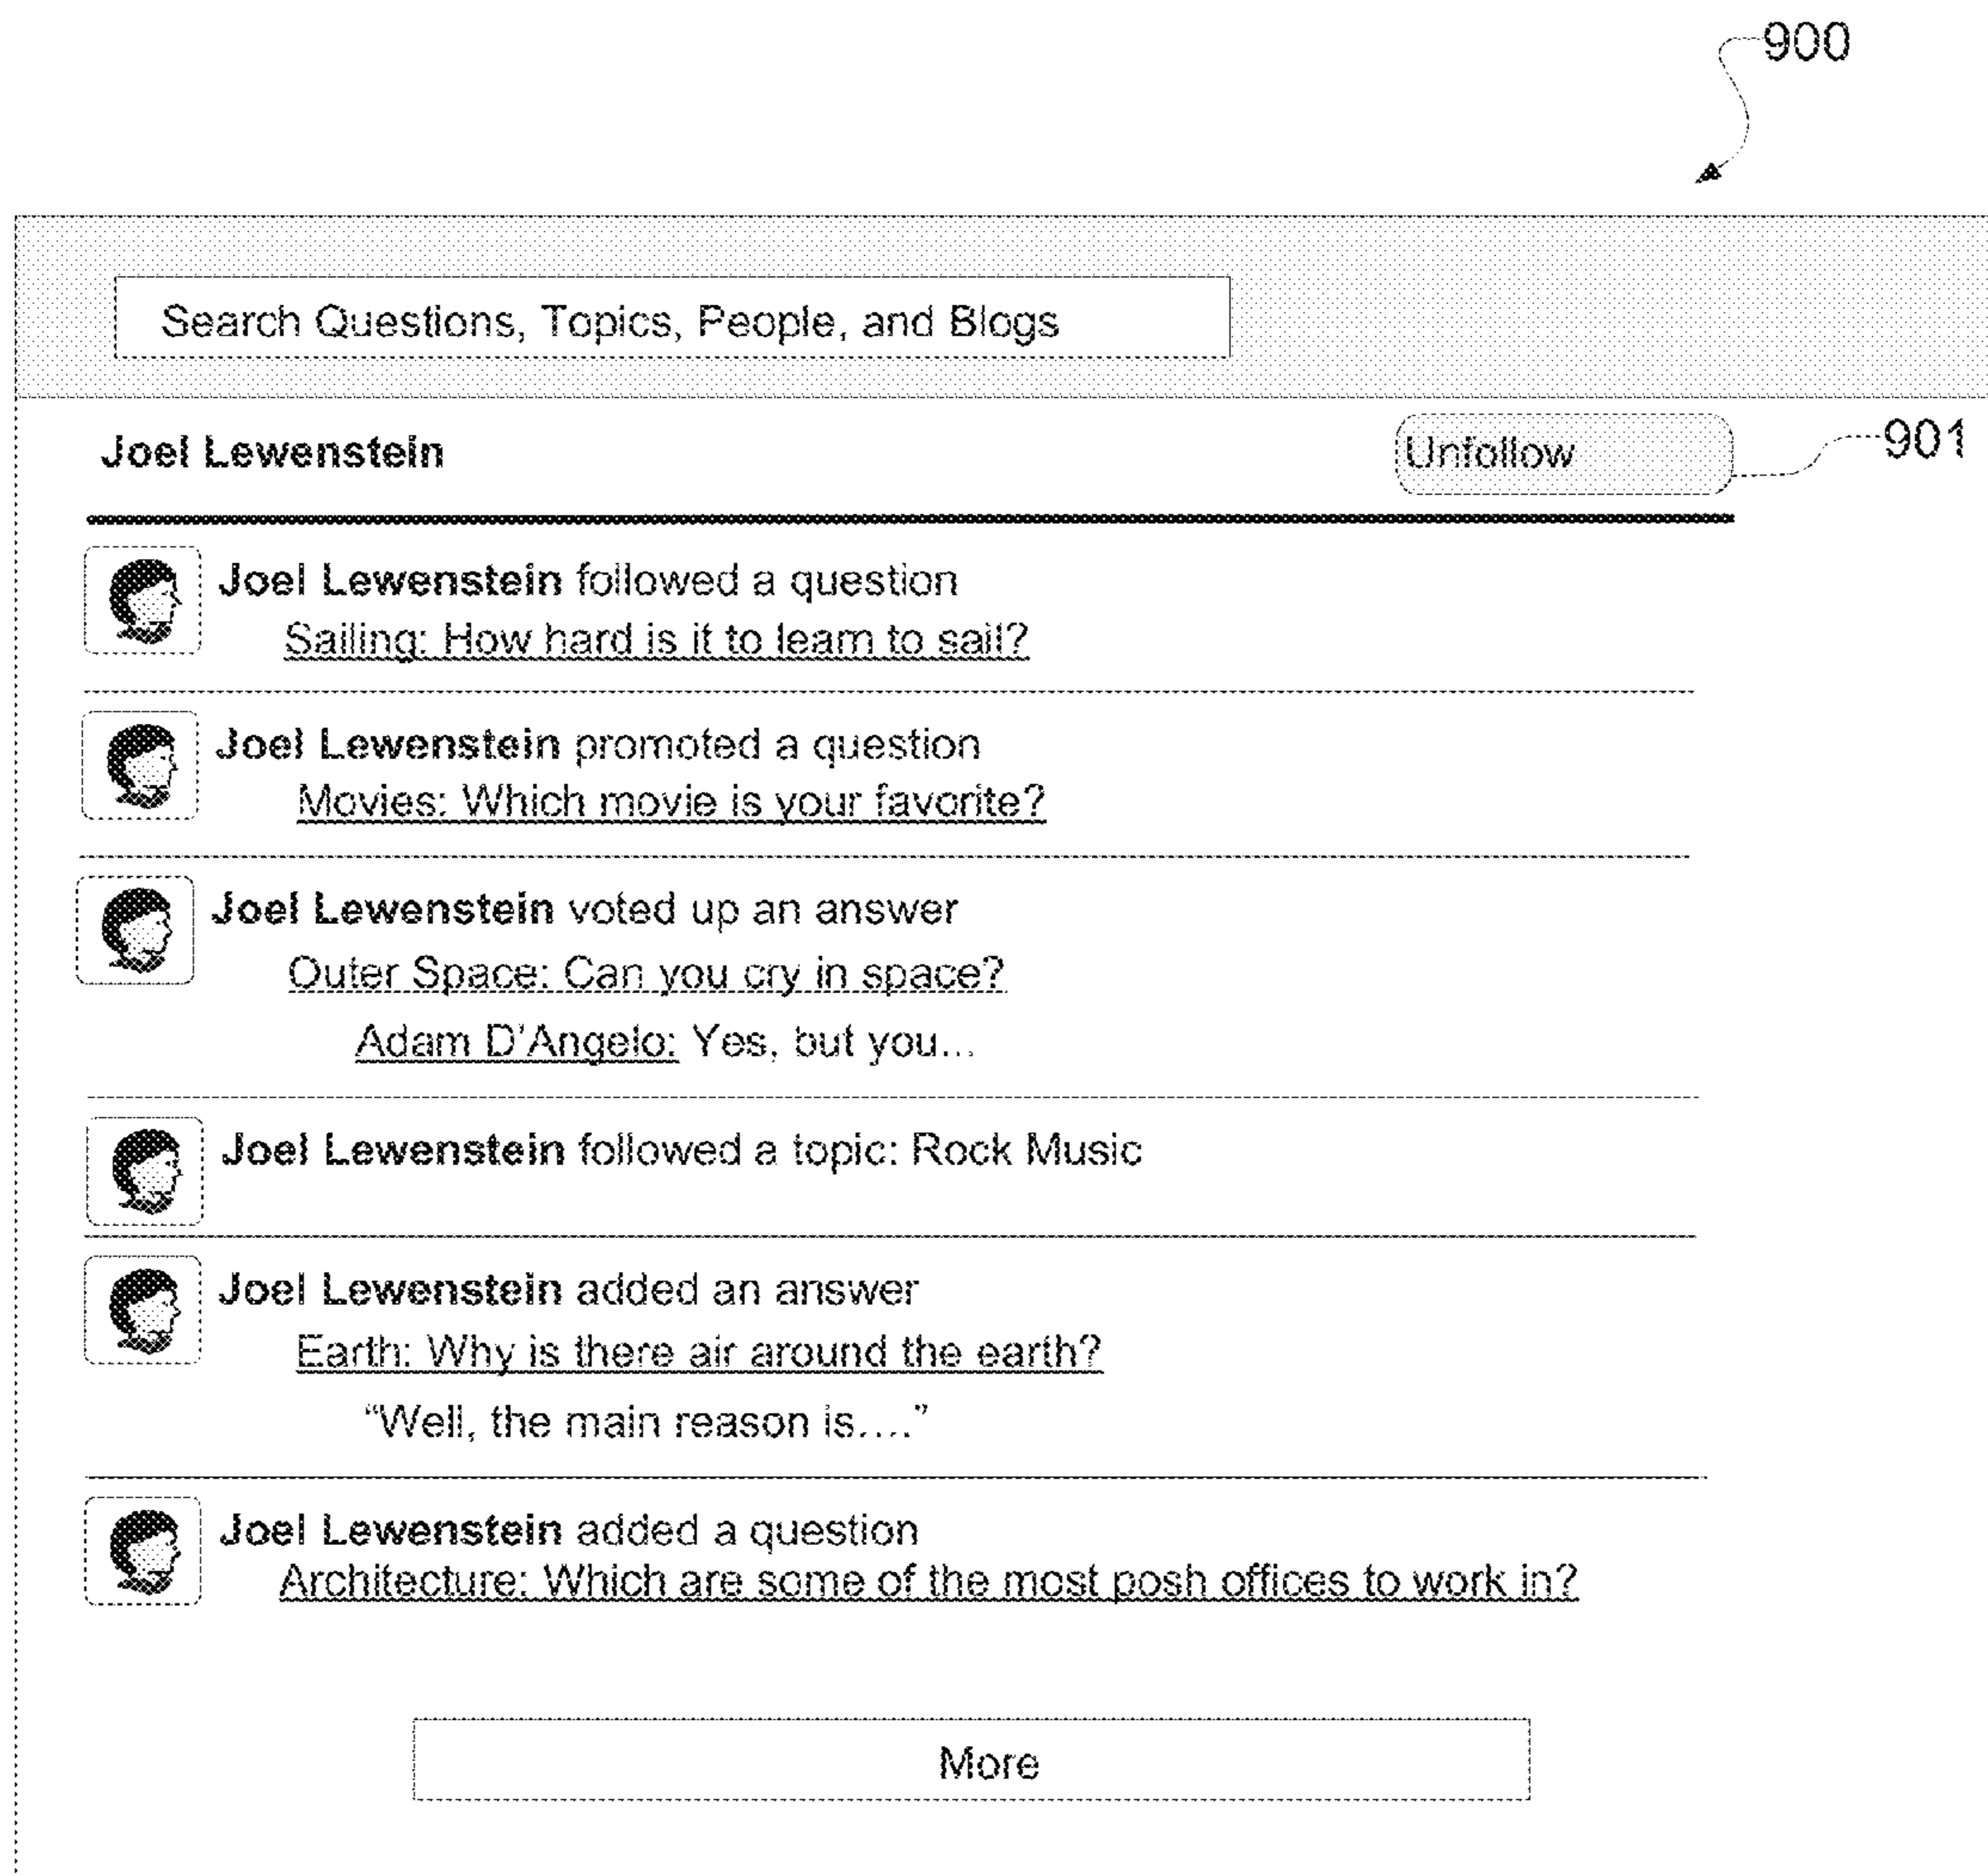 900
Search Questions, Topics, People, and Blogs
Joel Lewenstein
Unfollow
901
Joel Lewenstein followed a question
Sailing: How hard is it to learn to sail?
Joel Lewenstein promoted a question
Movies: Which movie is your favorite?
Joel Lewenstein voted up an answer
Outer Space: Can you cry in space?
Adam D'Angelo: Yes, but you...
Joel Lewenstein followed a topic: Rock Music
Joel Lewenstein added an answer
Earth: Why is there air around the earth?
“Well, the main reason is....”
Joel Lewenstein added a question
Architecture: Which are some of the most posh offices to work in?
More